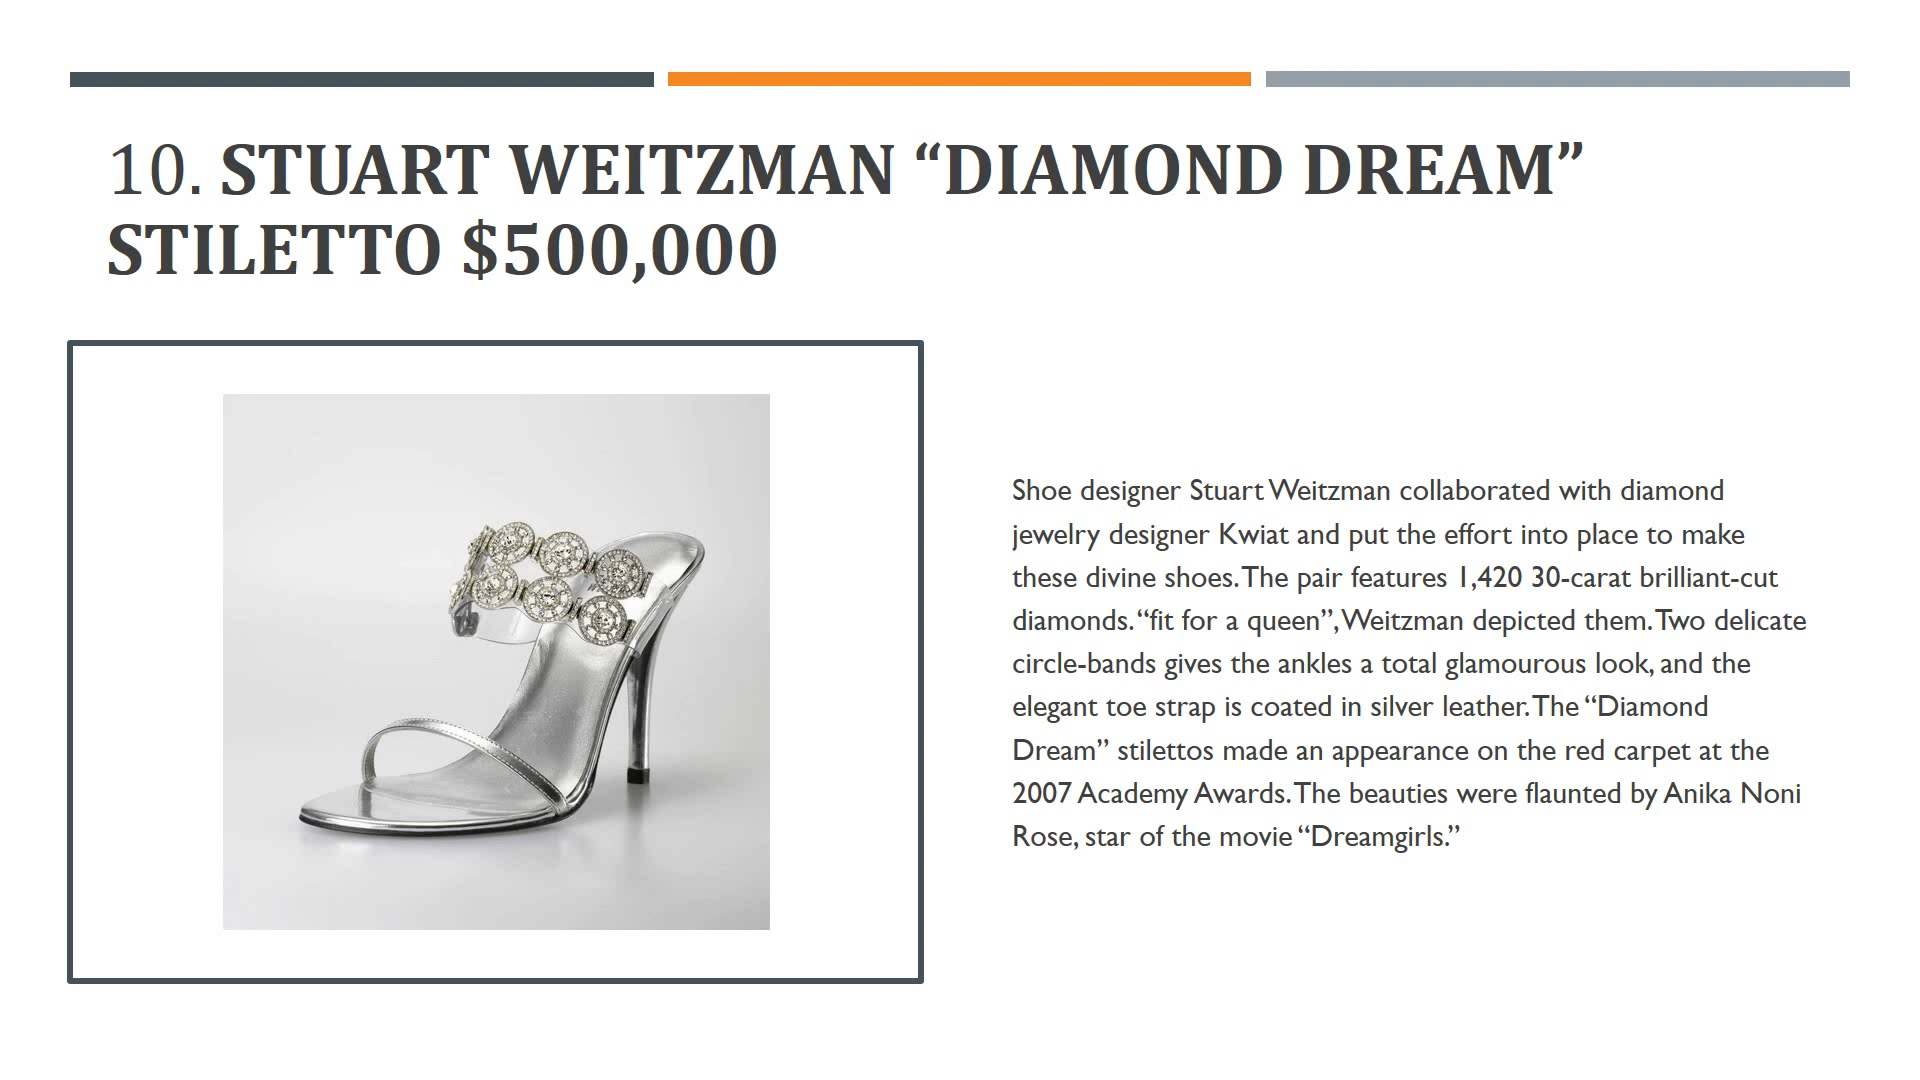 10. STUART WEITZMAN “DIAMOND DREAM”
STILETTO $500,000
Shoe designer Stuart Weitzman collaborated with diamond
jewelry designer Kwiat and put the effort into place to make
these divine shoes. The pair features 1,420 30-carat brilliant-cut
diamonds. “fit for a queen”, Weitzman depicted them. Two delicate
circle-bands gives the ankles a total glamourous look, and the
elegant toe strap is coated in silver leather. The “Diamond
Dream” stilettos made an appearance on the red carpet at the
2007 Academy Awards. The beauties were flaunted by Anika Noni
Rose, star of the movie “Dreamgirls.”